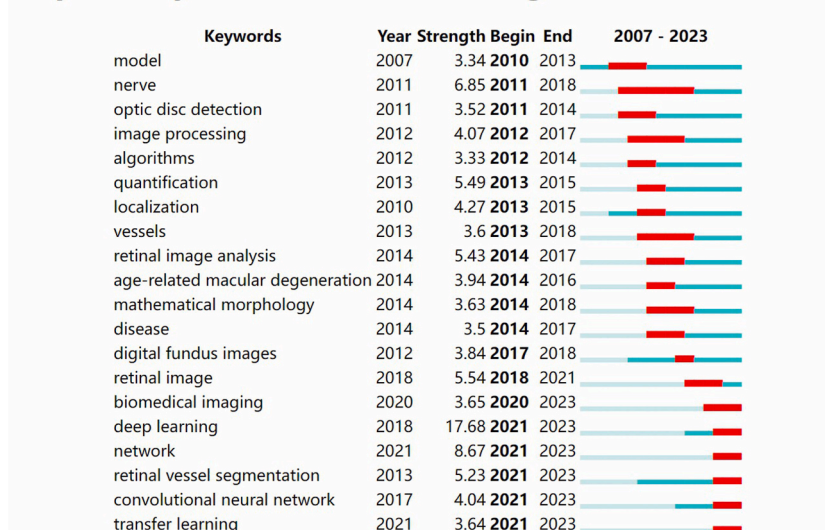 Keywords Year Strength Begin End 2007 - 2023
model 2007 3.34 2010 2013
nerve 2011 6.85 2011 2018
optic disc detection 2011 3.52 2011 2014
image processing 2012 4.07 2012 2017
algorithms 2012 3.33 2012 2014
quantification 2013 5.49 2013 2015
localization 2010 4.27 2013 2015
vessels 2013 3.6 2013 2018
retinal image analysis 2014 5.43 2014 2017
age-related macular degeneration 2014 3.94 2014 2016
mathematical morphology 2014 3.63 2014 2018
disease 2014 3.5 2014 2017
digital fundus images 2012 3.84 2017 2018
retinal image 2018 5.54 2018 2021
biomedical imaging 2020 3.65 2020 2023
deep learning 2018 17.68 2021 2023
network 2021 8.67 2021 2023
retinal vessel segmentation 2013 5.23 2021 2023
convolutional neural network 2017 4.04 2021 2023
transfer learning 2021 3.64 2021 2023